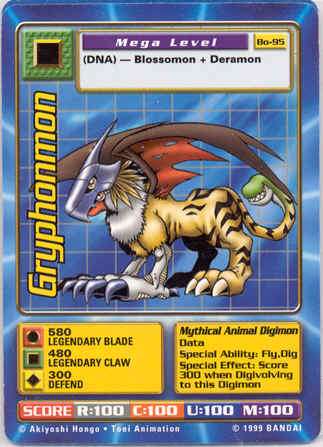 Mega Level
Bo-95
(DNA) — Blossomon + Deramon
Gryphonmon
580
LEGENDARY BLADE
480
LEGENDARY CLAW
300
DEFEND
Mythical Animal Digimon
Data
Special Ability: Fly,Dig
Special Effect: Score
300 when Digivolving
to this Digimon
SCORE R:100 C:100 U:100 M:100
© Akiyoshi Hongo • Toei Animation
© 1999 BANDAI